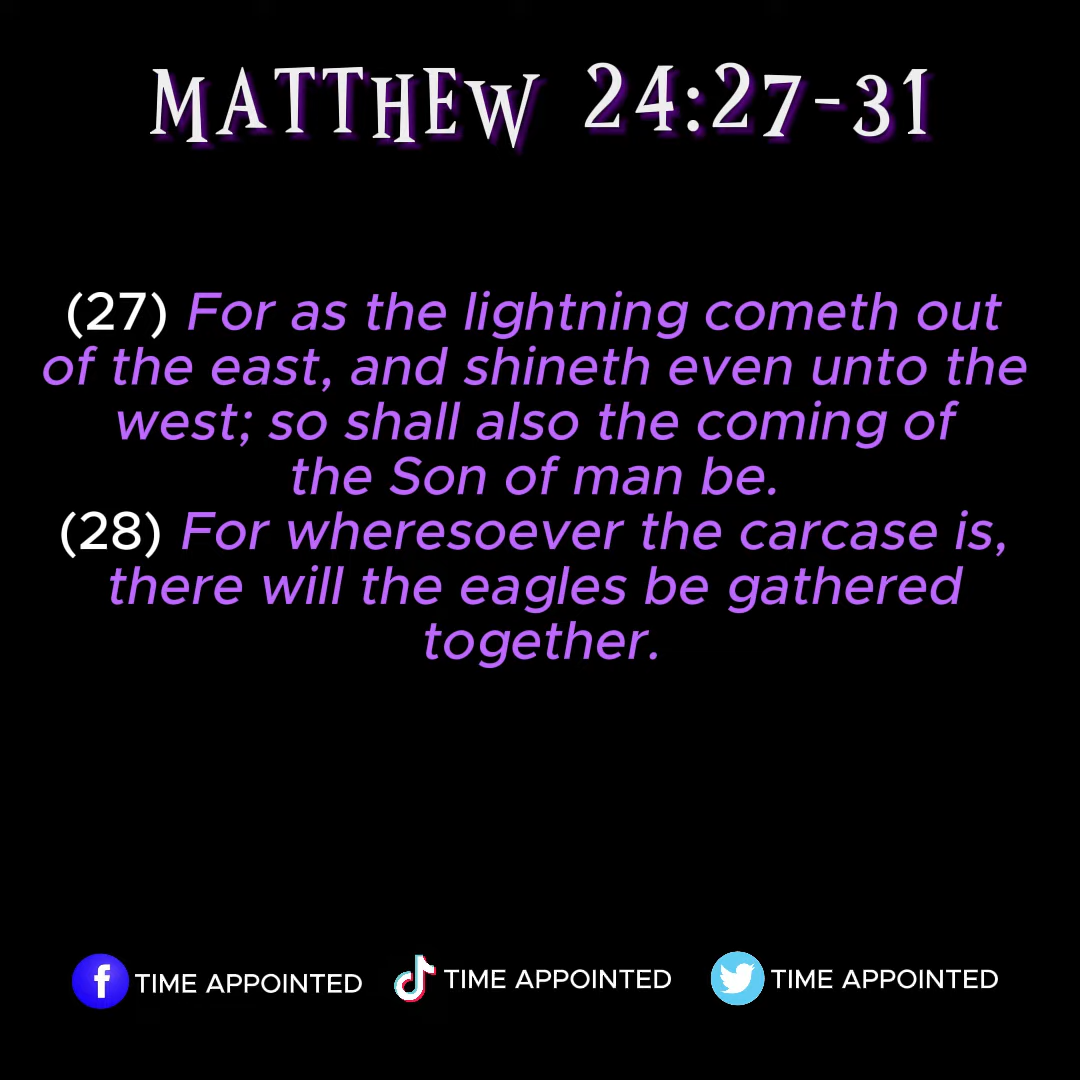 MATTHEW 24:27-31
(27) For as the lightning cometh out
of the east, and shineth even unto the
west; so shall also the coming of
the Son of man be.
(28) For wheresoever the carcase is,
there will the eagles be gathered
together.
TIME APPOINTED TIME APPOINTED TIME APPOINTED